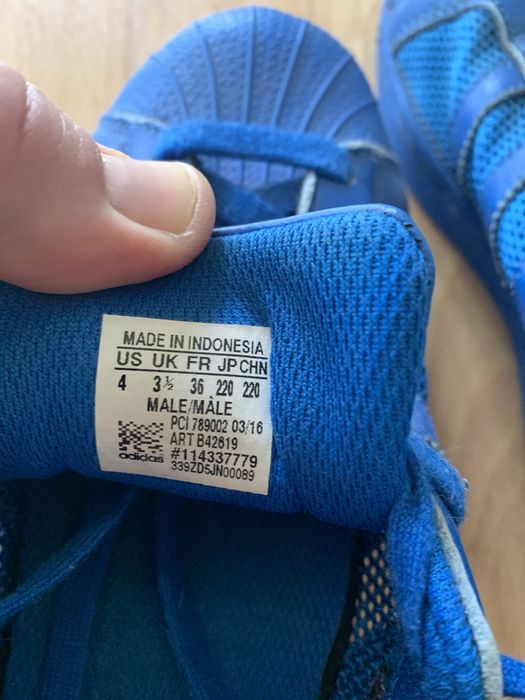 MADE IN INDONESIA
US UK FR JP CHN
4 3½ 36 220 220
MALE/MÂLE
PCI 789002 03/16
ART B42619
adidas #114337779
339ZD5JN00089